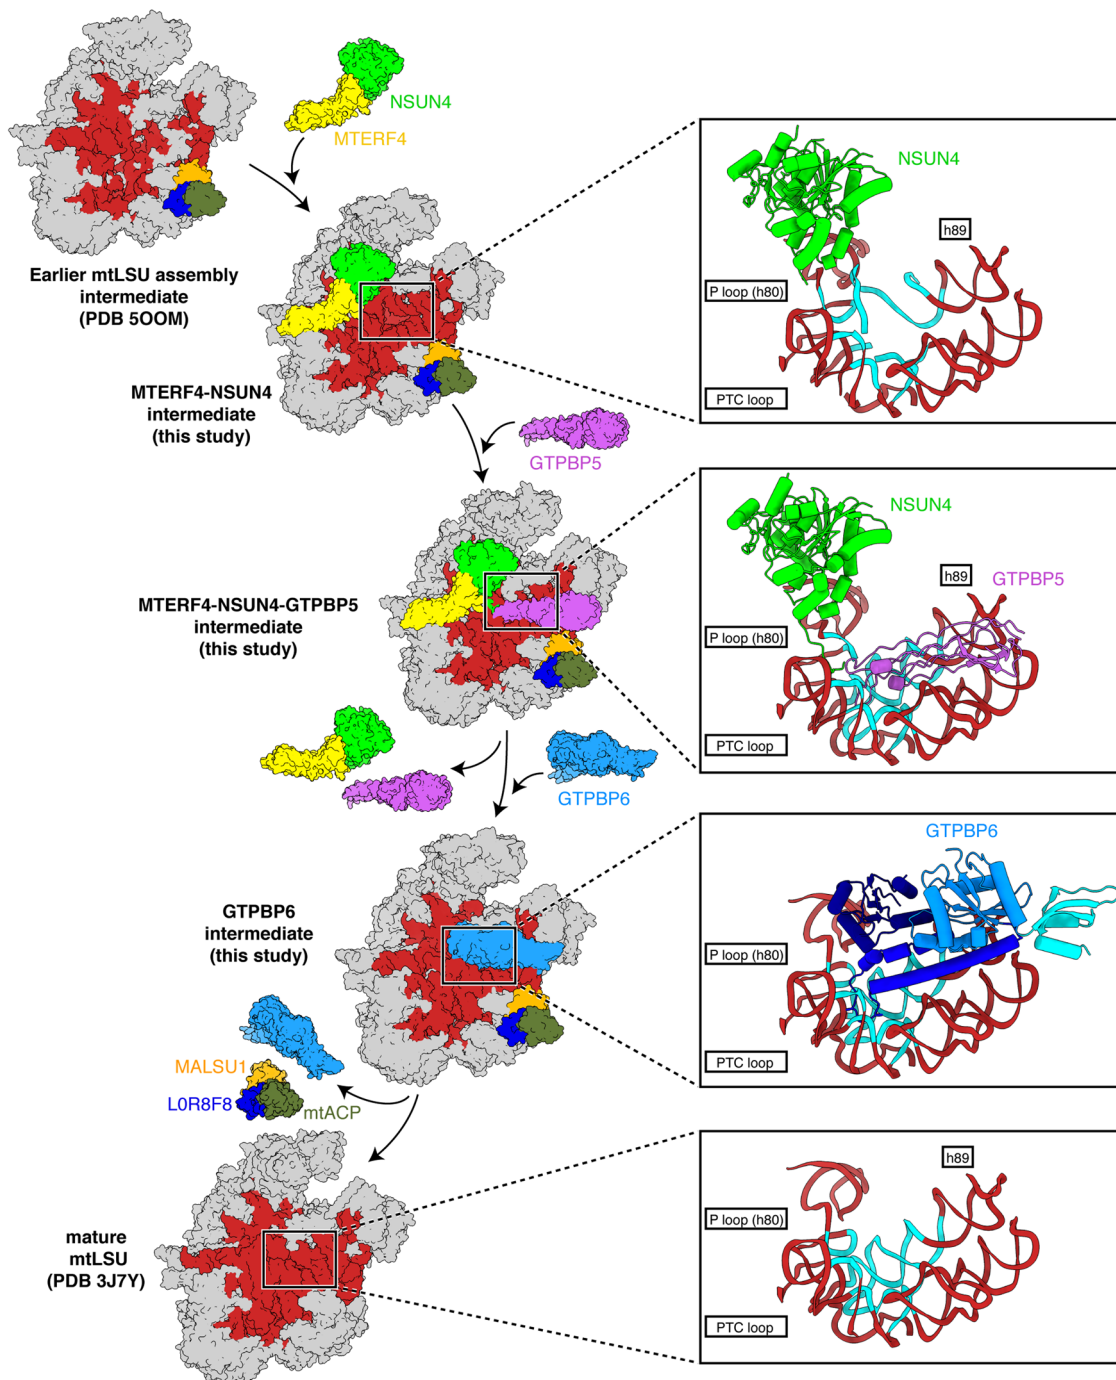 NSUN4
MTERF4
Earlier mtLSU assembly
intermediate
(PDB 5OOM)
NSUN4
h89
P loop (h80)
PTC loop
MTERF4-NSUN4
intermediate
(this study)
GTPBP5
NSUN4
h89
GTPBP5
P loop (h80)
PTC loop
MTERF4-NSUN4-GTPBP5
intermediate
(this study)
GTPBP6
GTPBP6
P loop (h80)
PTC loop
GTPBP6
intermediate
(this study)
MALSU1
L0R8F8
mtACP
h89
P loop (h80)
PTC loop
mature
mtLSU
(PDB 3J7Y)